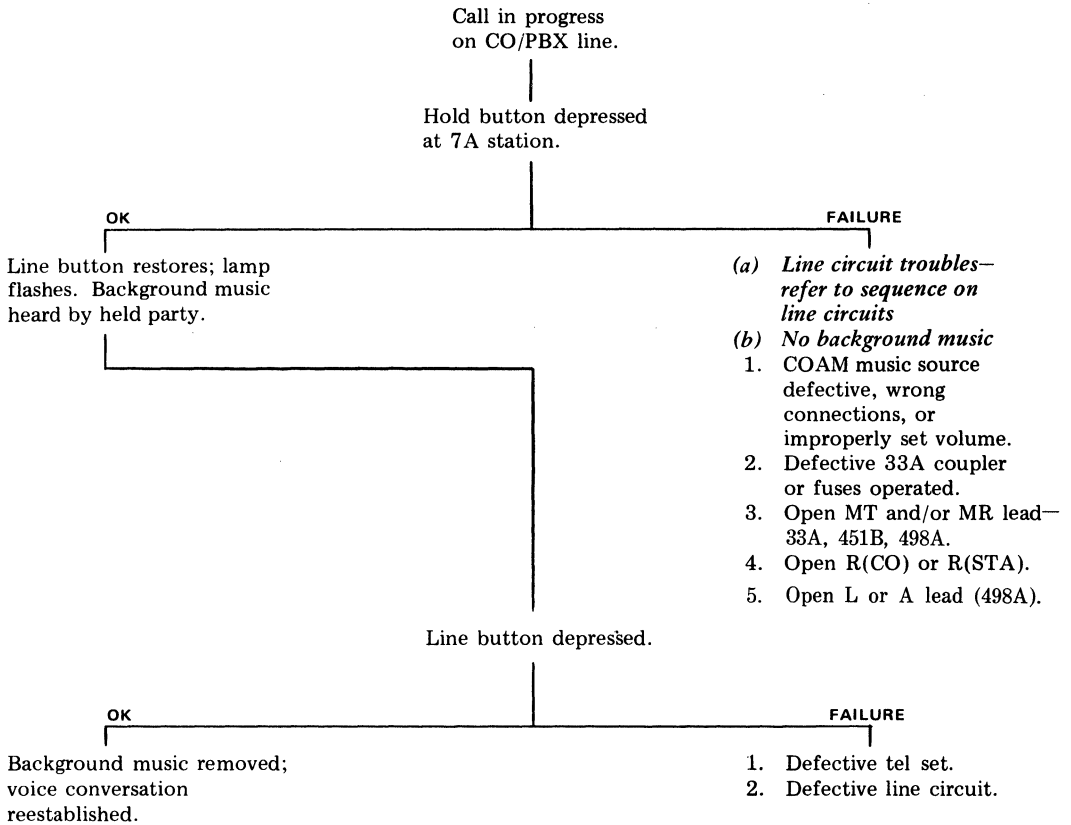 Call in progress
on CO/PBX line.
Hold button depressed
at 7A station.
OK
FAILURE
Line button restores; lamp
flashes. Background music
heard by held party.
(a) Line circuit troubles—
refer to sequence on
line circuits
(b) No background music
1. COAM music source
defective, wrong
connections, or
improperly set volume.
2. Defective 33A coupler
or fuses operated.
3. Open MT and/or MR lead—
33A, 451B, 498A.
4. Open R(CO) or R(STA).
5. Open L or A lead (498A).
Line button depressed.
OK
FAILURE
Background music removed;
voice conversation
reestablished.
1. Defective tel set.
2. Defective line circuit.